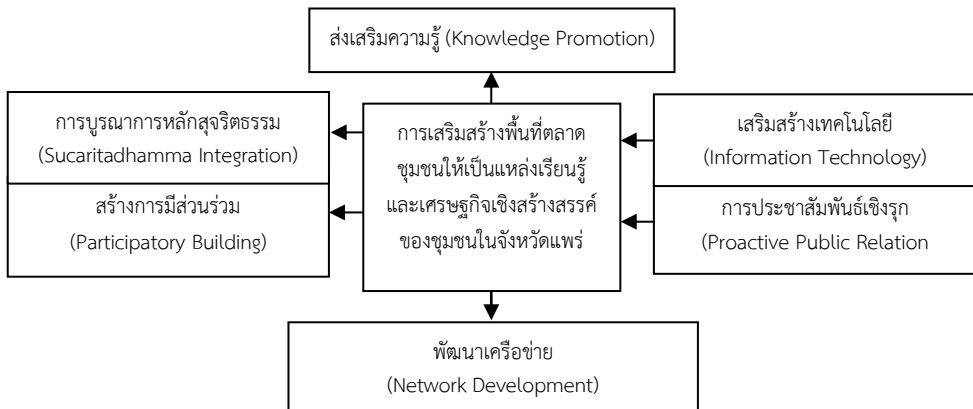 ส่งเสริมความรู้ (Knowledge Promotion)
การบูรณาการหลักสุจริตธรรม
(Sucaritadhamma Integration)
สร้างการมีส่วนร่วม
(Participatory Building)
การเสริมสร้างพื้นที่ตลาด
ชุมชนให้เป็นแหล่งเรียนรู้
และเศรษฐกิจเชิงสร้างสรรค์
ของชุมชนในจังหวัดแพร่
เสริมสร้างเทคโนโลยี
(Information Technology)
การประชาสัมพันธ์เชิงรุก
(Proactive Public Relation
พัฒนาเครือข่าย
(Network Development)